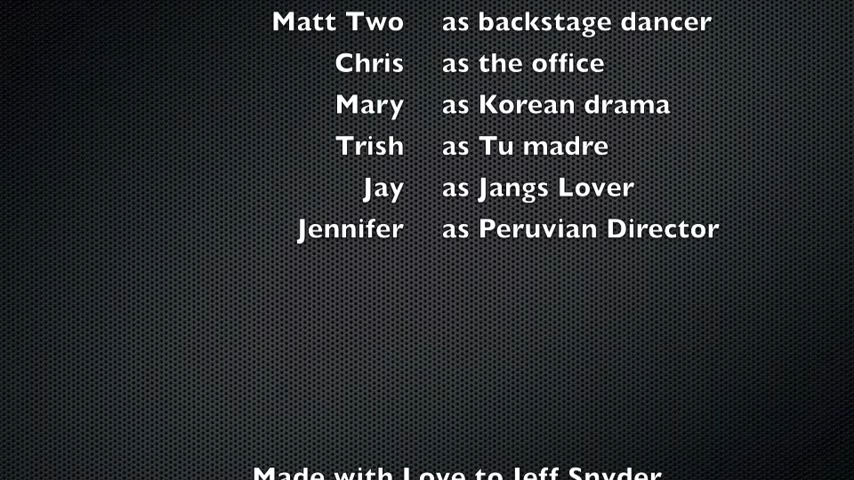 Matt Two as backstage dancer
Chris as the office
Mary as Korean drama
Trish as Tu madre
Jay as Jangs Lover
Jennifer as Peruvian Director
Made with Love to Jeff Snyder